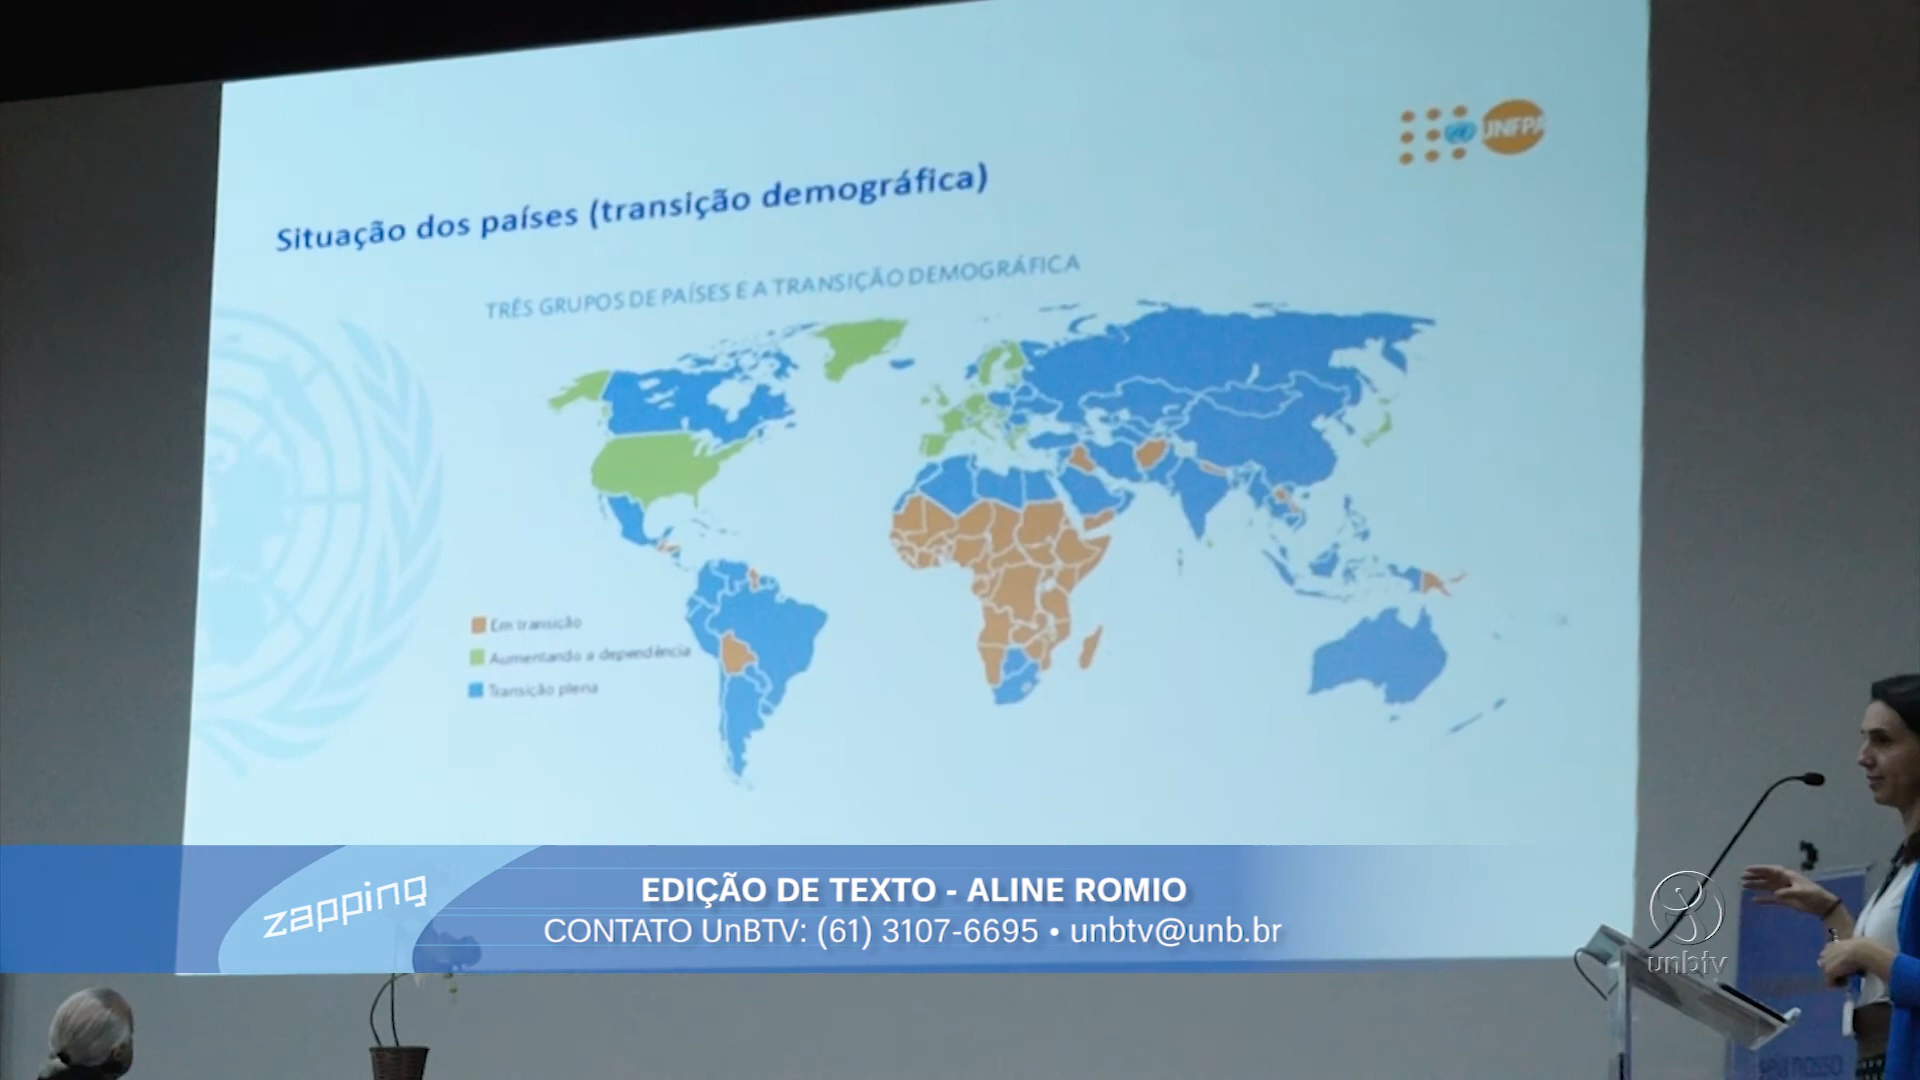 UNFPA
Situação dos países (transição demográfica)
TRÊS GRUPOS DE PAÍSES E A TRANSIÇÃO DEMOGRÁFICA
Em transição
Aumentando a dependência
Transição plena
zapping
EDIÇÃO DE TEXTO - ALINE ROMIO
CONTATO UnBTV: (61) 3107-6695 • unbtv@unb.br
unbtv
nosso